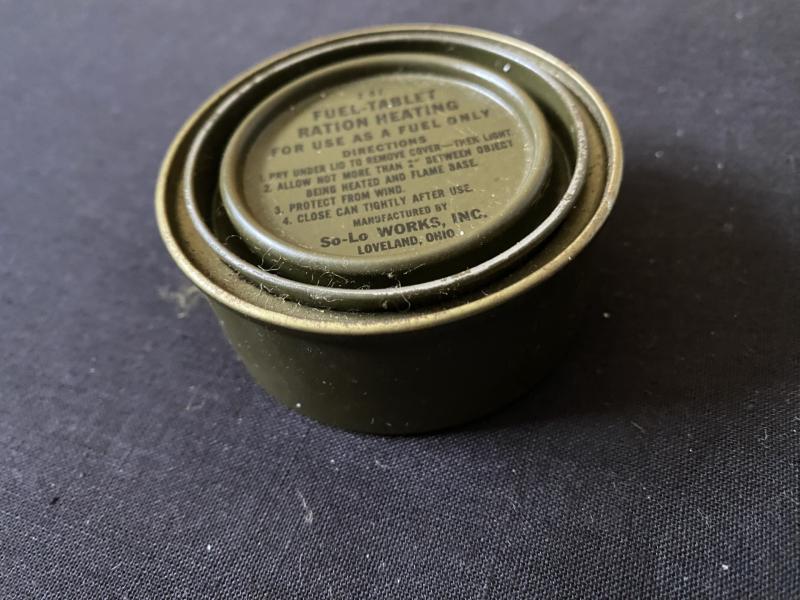 FUEL-TABLET
RATION HEATING
FOR USE AS A FUEL ONLY
DIRECTIONS
1. PRY UNDER LID TO REMOVE COVER—THEN LIGHT.
2. ALLOW NOT MORE THAN 2" BETWEEN OBJECT
BEING HEATED AND FLAME BASE.
3. PROTECT FROM WIND.
4. CLOSE CAN TIGHTLY AFTER USE.
MANUFACTURED BY
So-Lo WORKS, INC.
LOVELAND, OHIO